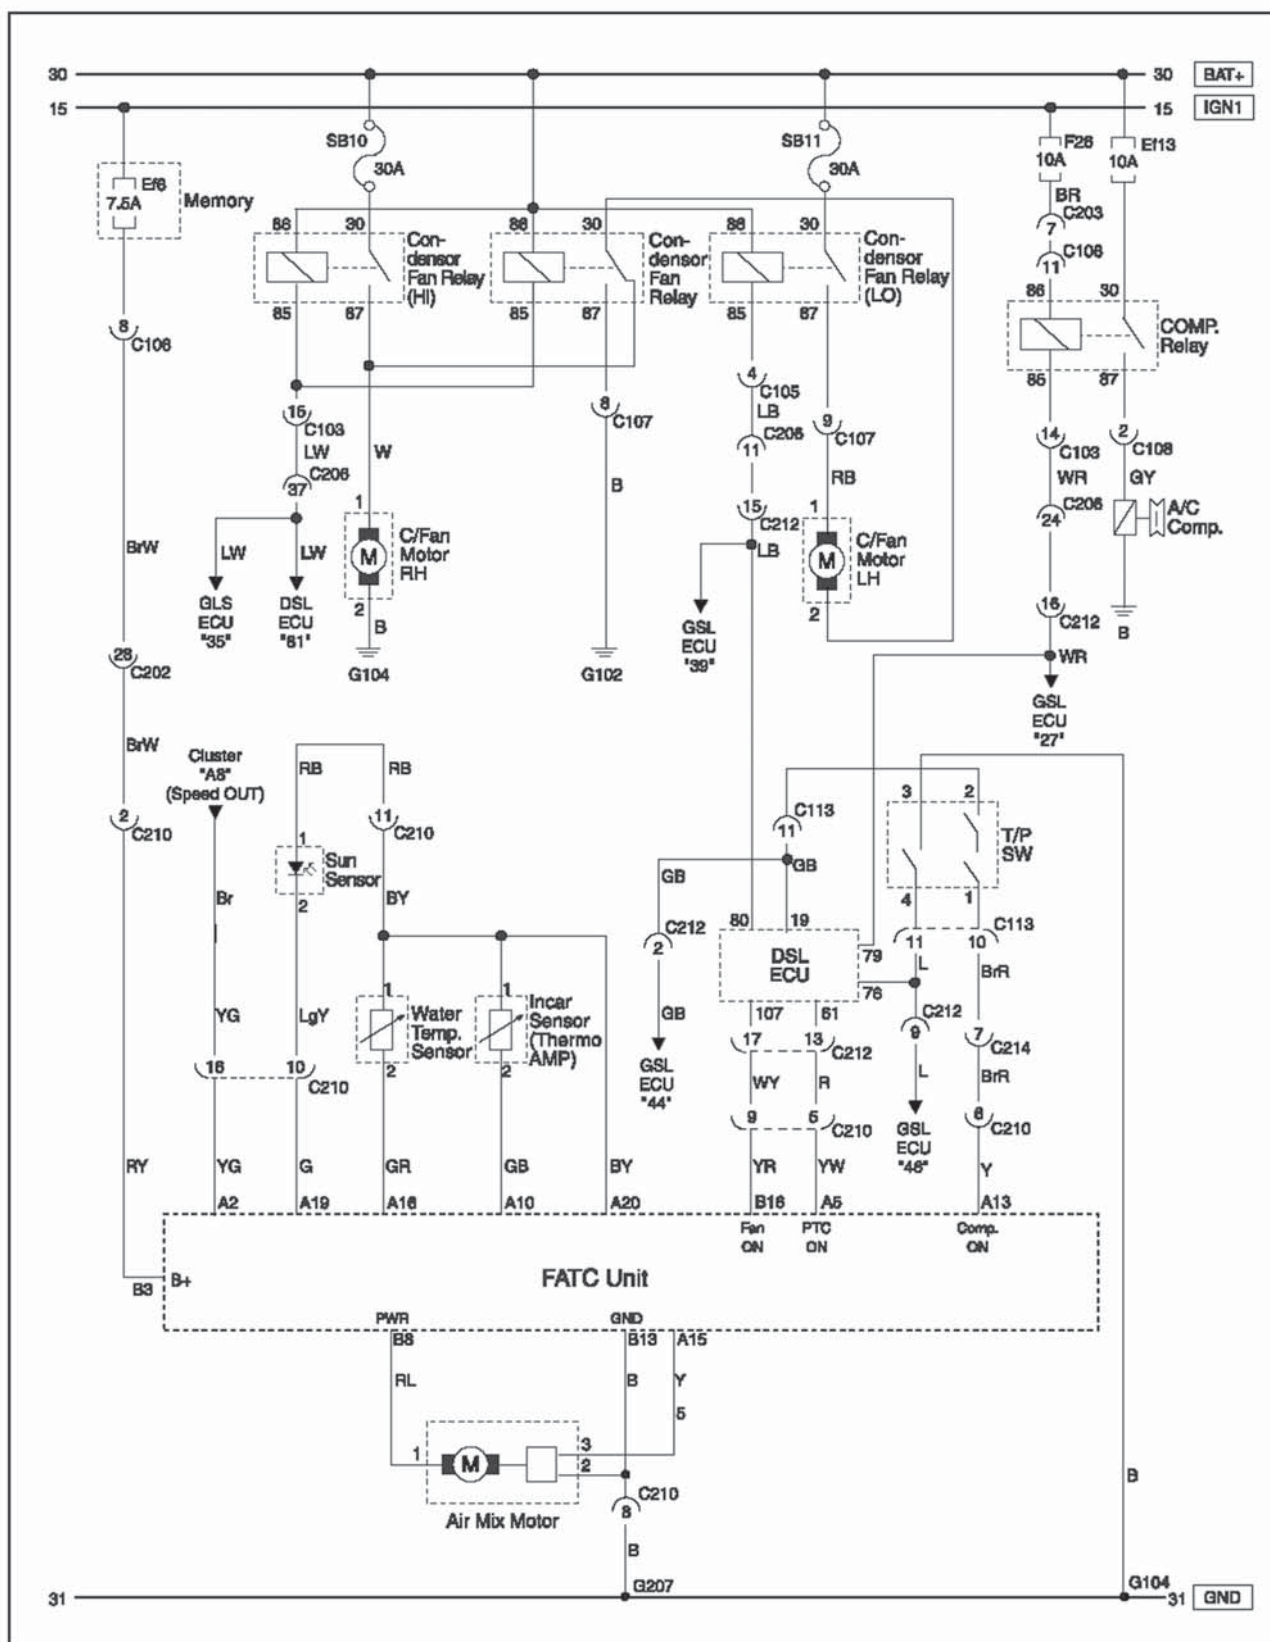 30
30
BAT+
15
15
IGN1
SB10
30A
SB11
30A
F26
10A
Ef13
10A
Ef6
7.5A
Memory
BR
C203
7
C106
11
86
30
86
30
86
30
86
30
Con-
densor
Fan Relay
(HI)
Con-
densor
Fan
Relay
Con-
densor
Fan Relay
(LO)
COMP.
Relay
85
87
85
87
85
87
85
87
8
C106
15
C103
LW
C206
37
W
8
C107
B
4
C105
LB
C206
11
9
C107
RB
14
C103
WR
C206
24
2
C108
GY
A/C
Comp.
15
C212
LB
BrW
LW
LW
GLS
ECU
"35"
DSL
ECU
"81"
1
M
C/Fan
Motor
RH
2
B
G104
G102
GSL
ECU
"39"
1
M
C/Fan
Motor
LH
2
16
C212
B
WR
GSL
ECU
"27"
28
C202
BrW
Cluster
"A8"
(Speed OUT)
RB
RB
2
C210
11
C210
1
Sun
Sensor
2
Br
BY
C113
11
GB
GB
3
2
T/P
SW
4
1
C212
2
80
19
DSL
ECU
79
76
C113
11
10
L
BrR
YG
LgY
1
Water
Temp.
Sensor
2
1
Incar
Sensor
(Thermo
AMP)
2
GB
107
61
C212
9
7
C214
17
13
C212
16
10
C210
GSL
ECU
"44"
WY
R
L
BrR
9
5
C210
GSL
ECU
"46"
6
C210
RY
YG
G
GR
GB
BY
YR
YW
Y
A2
A19
A16
A10
A20
B16
A5
A13
Fan
ON
PTC
ON
Comp.
ON
B3
B+
FATC Unit
PWR
GND
B8
B13
A15
RL
B
Y
5
1
M
3
2
Air Mix Motor
C210
8
B
B
G207
G104
31
31
GND